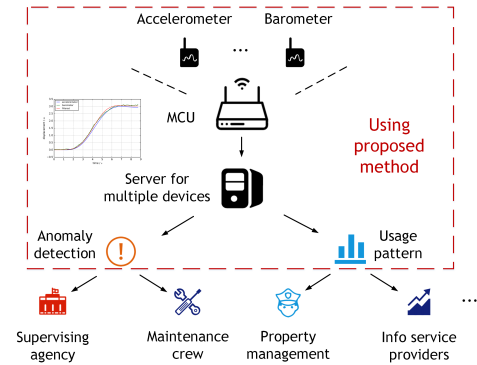 Accelerometer
Barometer
...
MCU
Using
proposed
method
Server for
multiple devices
Anomaly
detection
!
Usage
pattern
...
Supervising
agency
Maintenance
crew
Property
management
Info service
providers